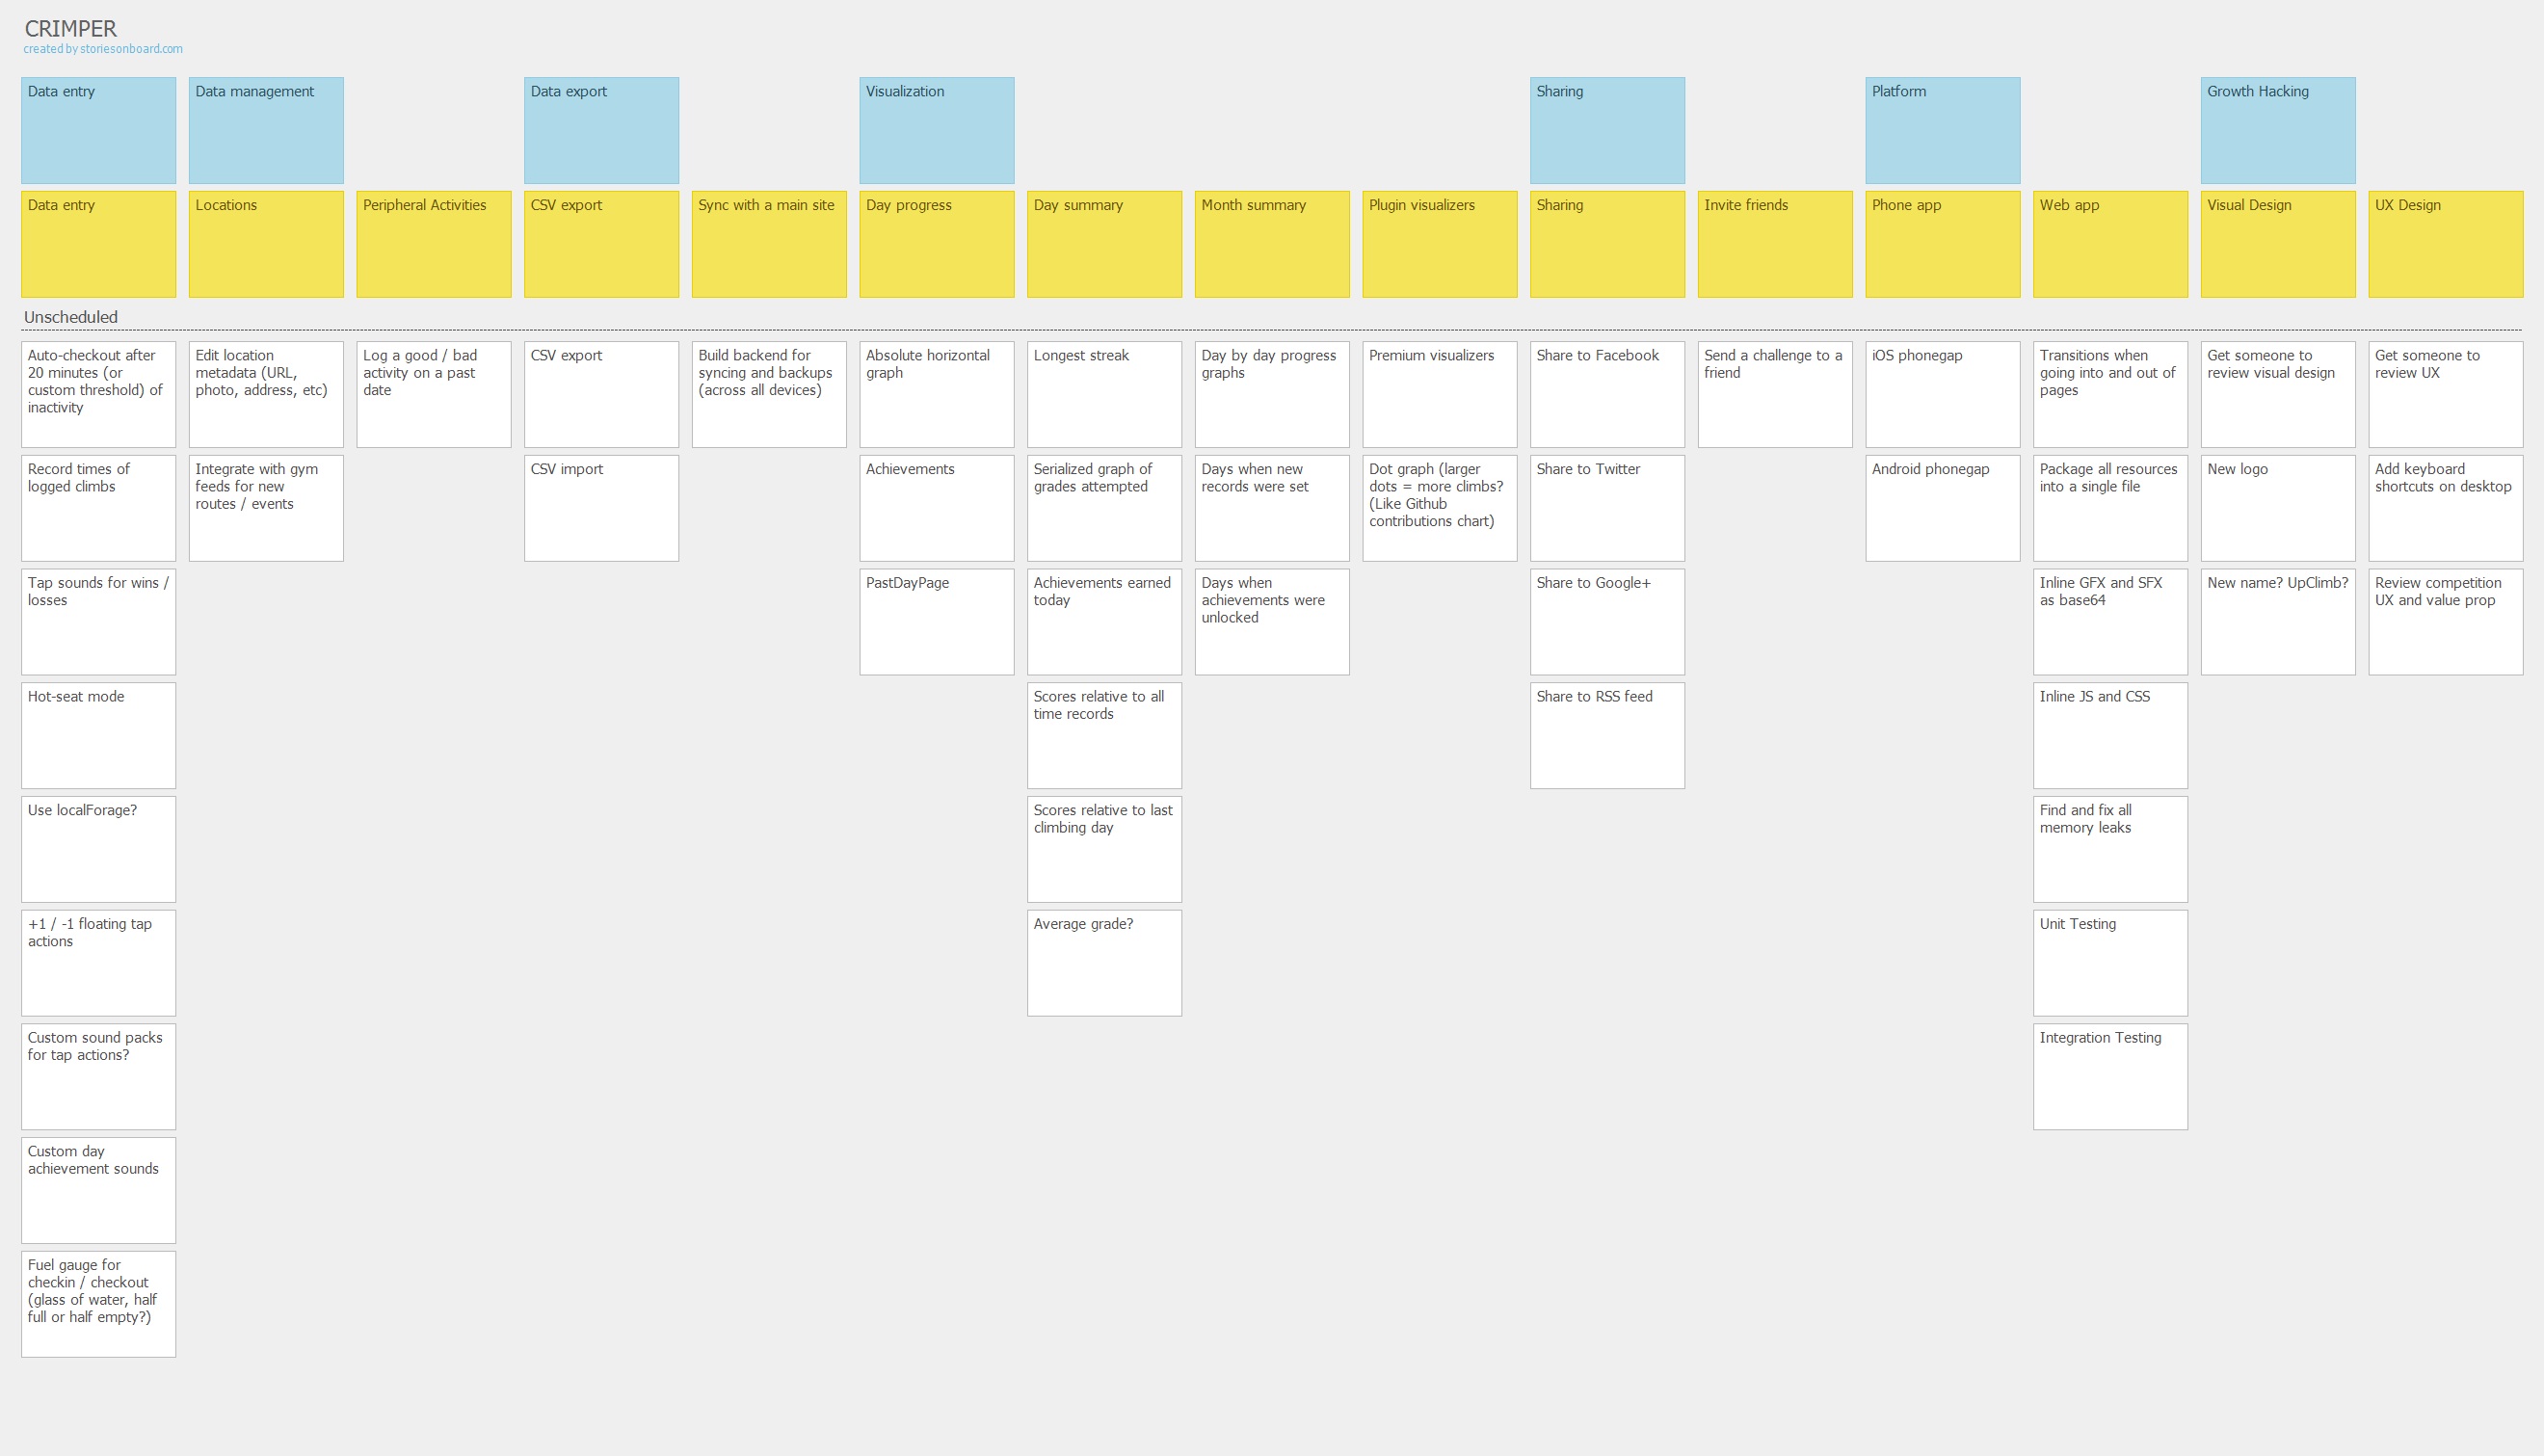 CRIMPER
created by storiesonboard.com
Data entry
Data management
Data export
Visualization
Sharing
Platform
Growth Hacking
Data entry
Locations
Peripheral Activities
CSV export
Sync with a main site
Day progress
Day summary
Month summary
Plugin visualizers
Sharing
Invite friends
Phone app
Web app
Visual Design
UX Design
Unscheduled
Auto-checkout after
20 minutes (or
custom threshold) of
inactivity
Edit location
metadata (URL,
photo, address, etc)
Log a good / bad
activity on a past
date
CSV export
Build backend for
syncing and backups
(across all devices)
Absolute horizontal
graph
Longest streak
Day by day progress
graphs
Premium visualizers
Share to Facebook
Send a challenge to a
friend
iOS phonegap
Transitions when
going into and out of
pages
Get someone to
review visual design
Get someone to
review UX
Record times of
logged climbs
Integrate with gym
feeds for new
routes / events
CSV import
Achievements
Serialized graph of
grades attempted
Days when new
records were set
Dot graph (larger
dots = more climbs?
(Like Github
contributions chart)
Share to Twitter
Android phonegap
Package all resources
into a single file
New logo
Add keyboard
shortcuts on desktop
Tap sounds for wins /
losses
PastDayPage
Achievements earned
today
Days when
achievements were
unlocked
Share to Google+
Inline GFX and SFX
as base64
New name? UpClimb?
Review competition
UX and value prop
Hot-seat mode
Scores relative to all
time records
Share to RSS feed
Inline JS and CSS
Use localForage?
Scores relative to last
climbing day
Find and fix all
memory leaks
+1 / -1 floating tap
actions
Average grade?
Unit Testing
Custom sound packs
for tap actions?
Integration Testing
Custom day
achievement sounds
Fuel gauge for
checkin / checkout
(glass of water, half
full or half empty?)